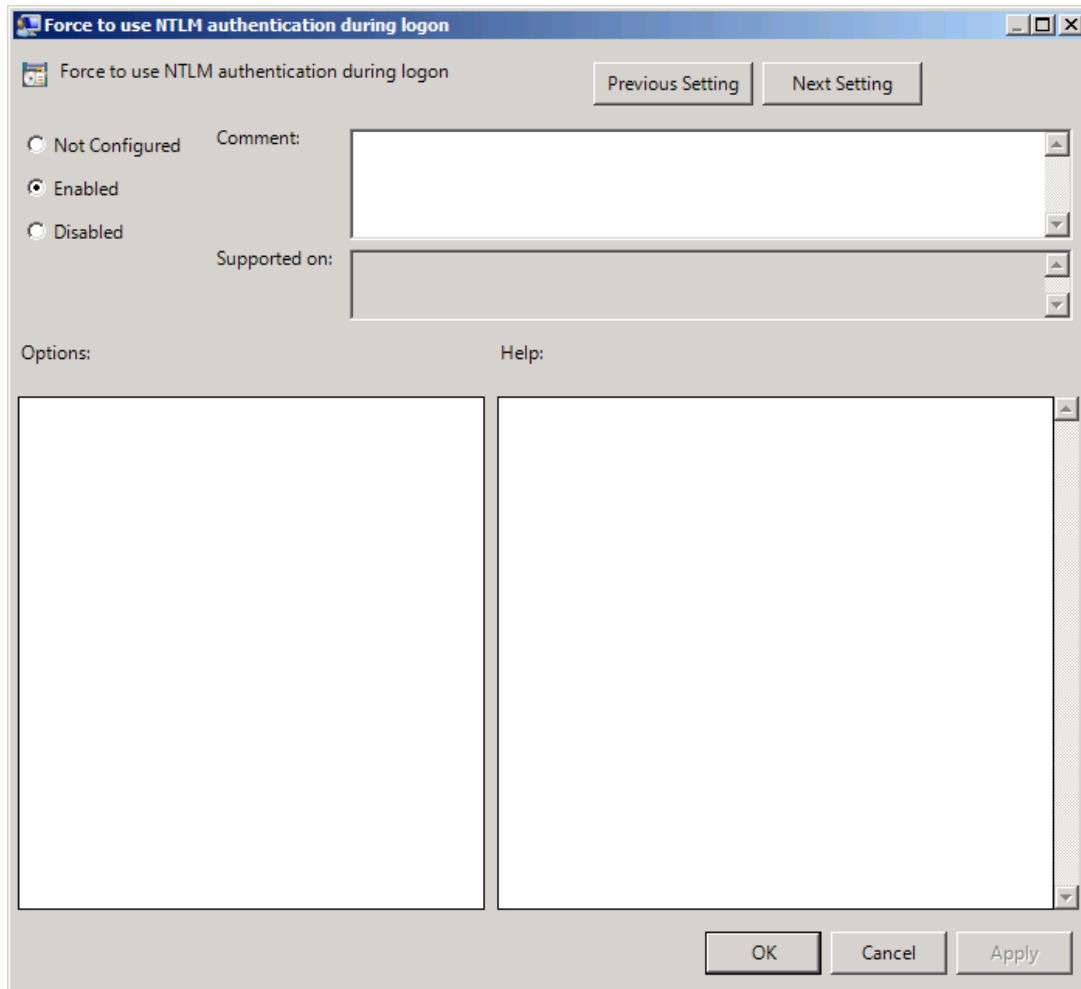 Force to use NTLM authentication during logon
Force to use NTLM authentication during logon
Previous Setting
Next Setting
Not Configured
Comment:
Enabled
Disabled
Supported on:
Options:
Help:
OK
Cancel
Apply